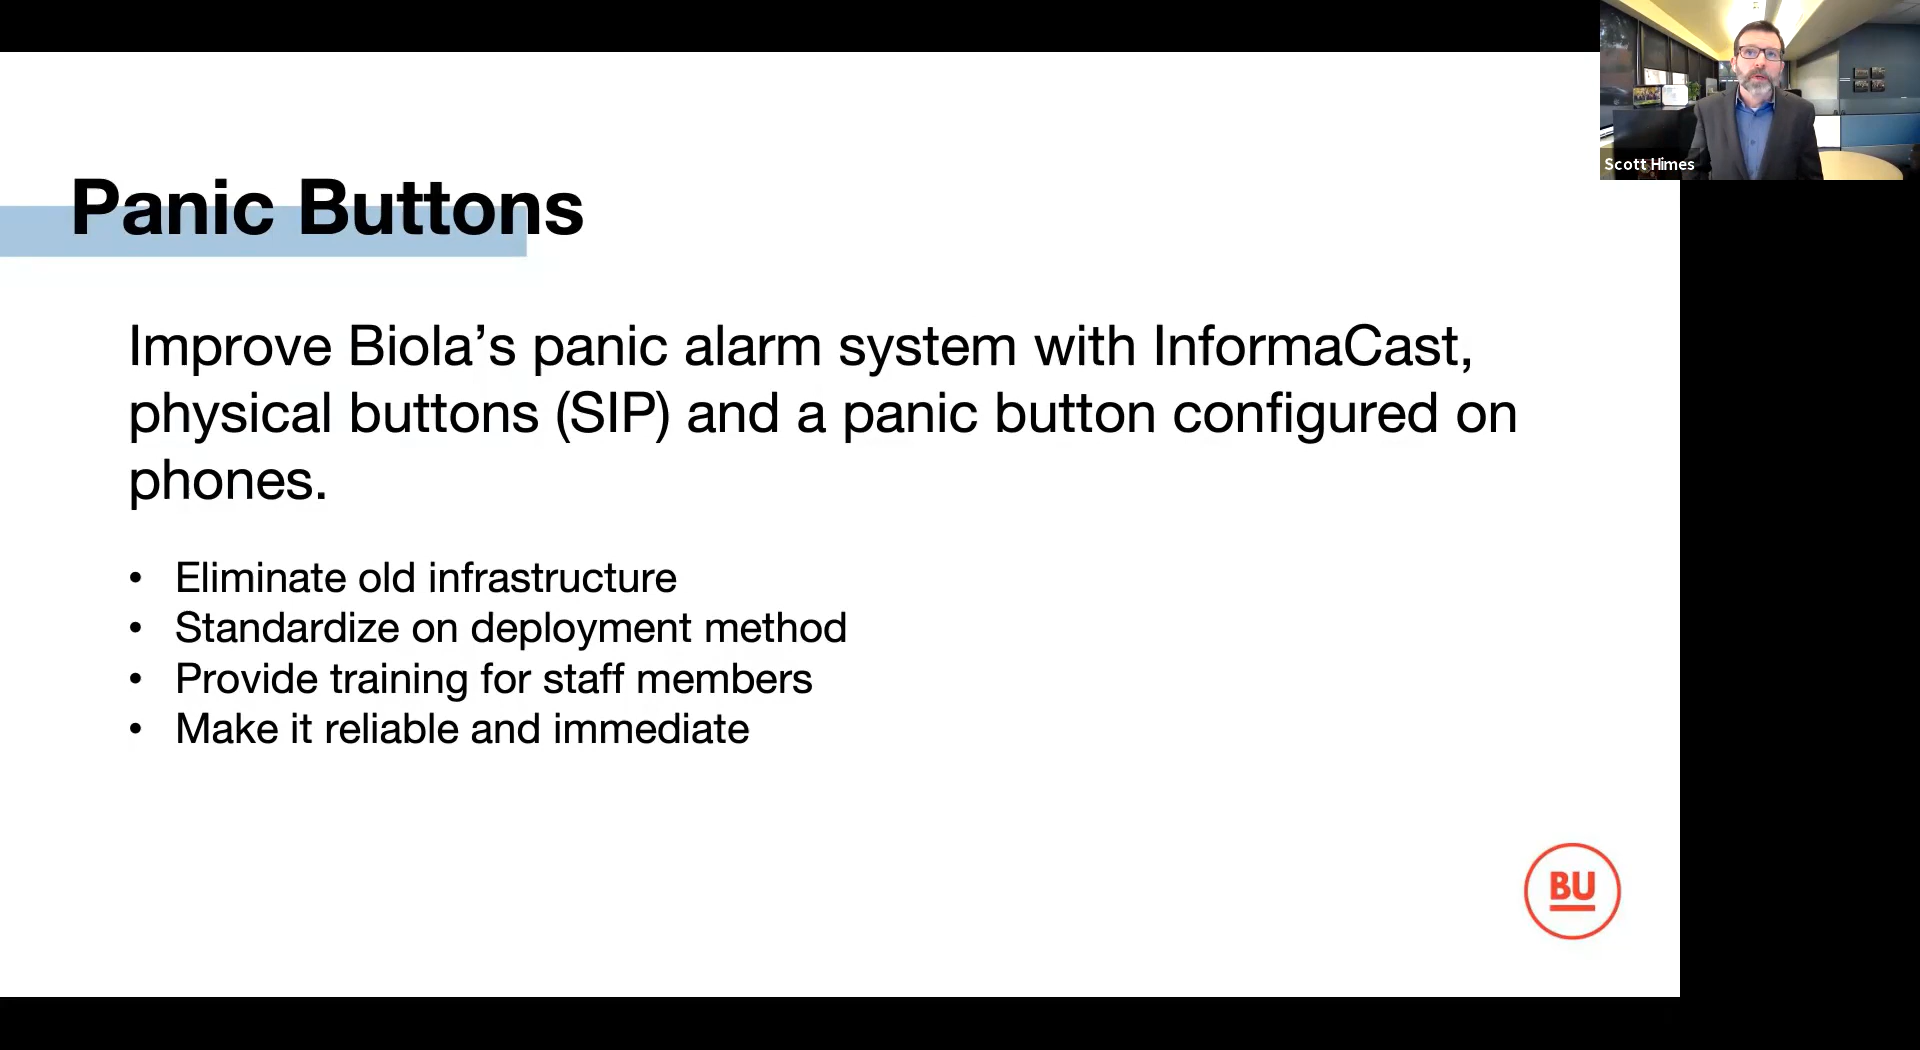 Scott Himes
Panic Buttons
Improve Biola’s panic alarm system with InformaCast,
physical buttons (SIP) and a panic button configured on
phones.
• Eliminate old infrastructure
• Standardize on deployment method
• Provide training for staff members
• Make it reliable and immediate
BU